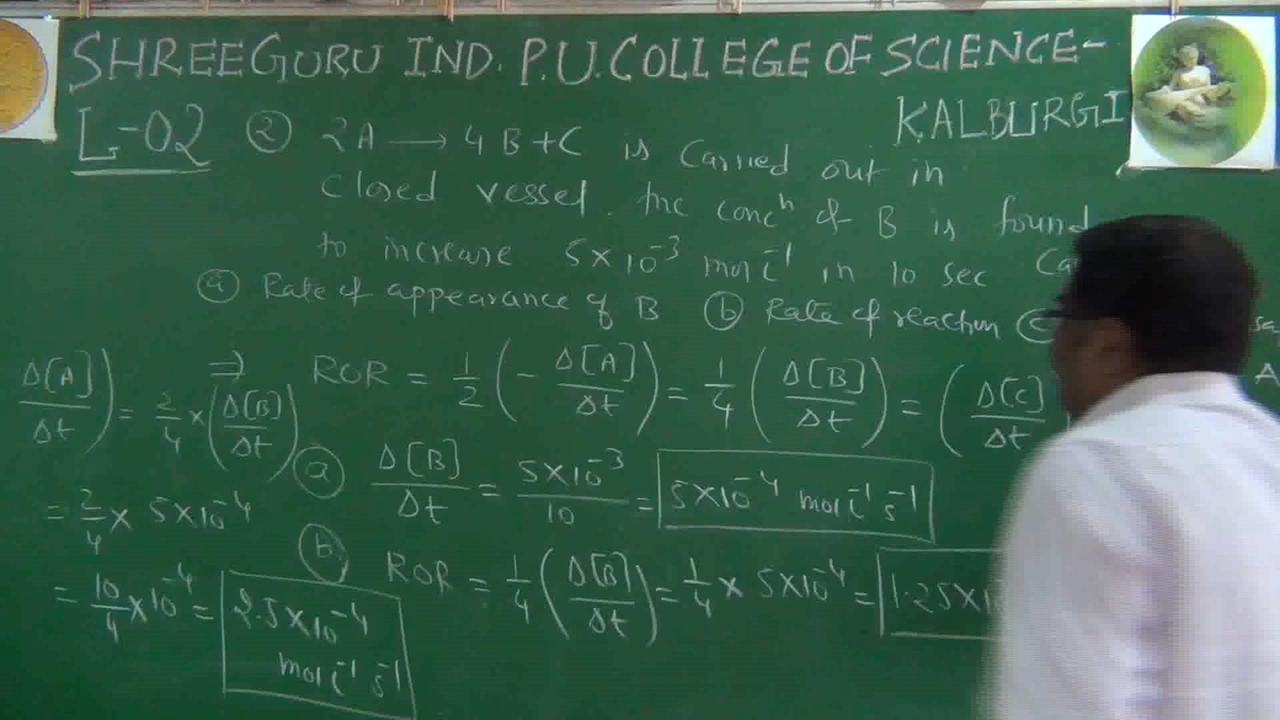 SHREEGURU IND. P.U. COLLEGE OF SCIENCE-
KALBURGI
L-02 ② 2A → 4B+C is Carried out in
closed vessel. The concⁿ of B is found
to increase 5×10⁻³ mol L⁻¹ in 10 sec
ⓐ Rate of appearance of B ⓑ Rate of reaction ⓒ
⇒ ROR = 1/2 (- Δ[A]/Δt) = 1/4 (Δ[B]/Δt) = (Δ[C]/Δt
ⓐ Δ[B]/Δt = 5×10⁻³/10 = 5×10⁻⁴ mol L⁻¹ s⁻¹
ⓑ ROR = 1/4 (Δ[B]/Δt) = 1/4 × 5×10⁻⁴ = 1.25×1
Δ[A]/Δt) = 2/4 × (Δ[B]/Δt)
= 2/4 × 5×10⁻⁴
= 10/4 × 10⁻⁴ = 2.5×10⁻⁴
mol L⁻¹ s⁻¹